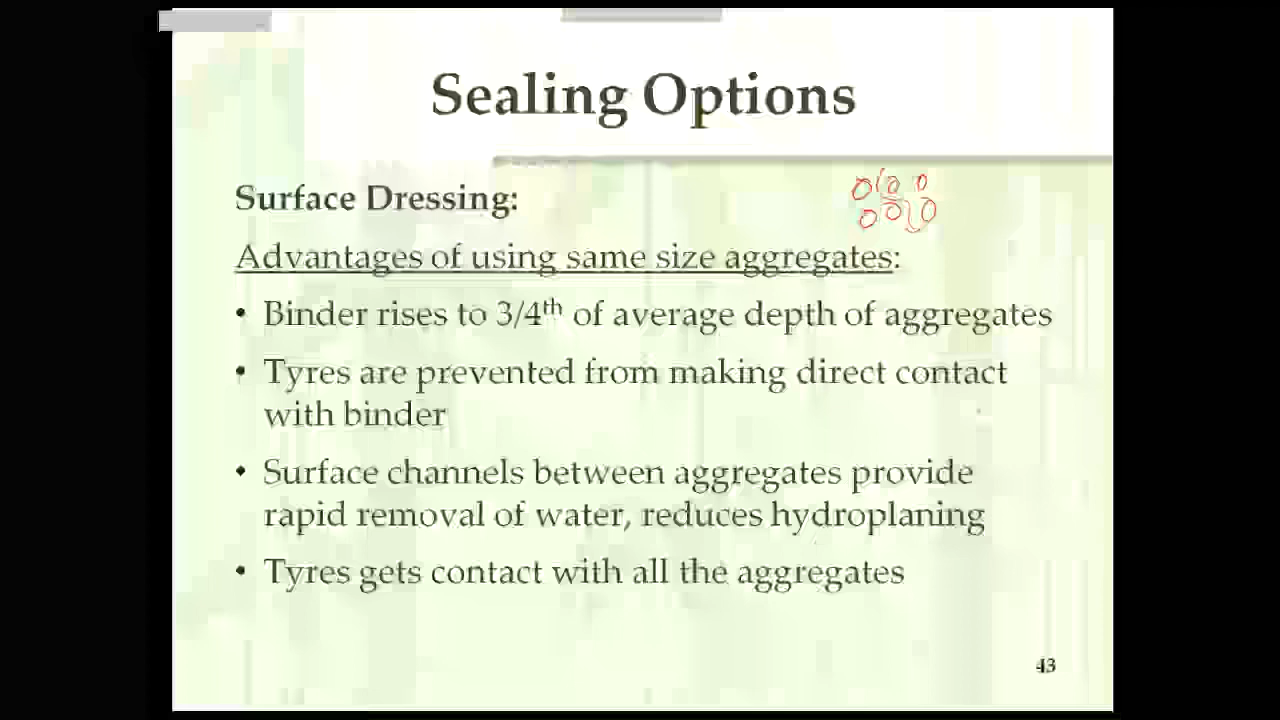 Sealing Options
Surface Dressing:
Advantages of using same size aggregates:
• Binder rises to 3/4th of average depth of aggregates
• Tyres are prevented from making direct contact
with binder
• Surface channels between aggregates provide
rapid removal of water, reduces hydroplaning
• Tyres gets contact with all the aggregates
43